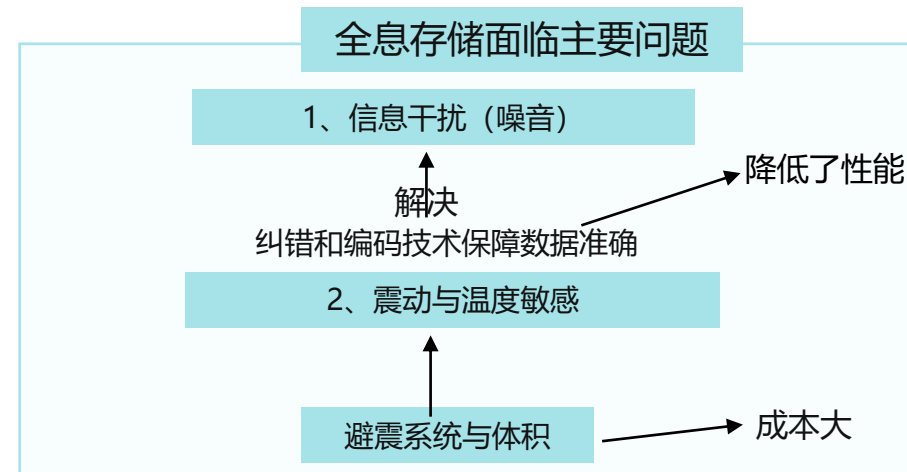 全息存储面临主要问题
1、信息干扰（噪音）
降低了性能
解决
纠错和编码技术保障数据准确
2、震动与温度敏感
避震系统与体积
成本大